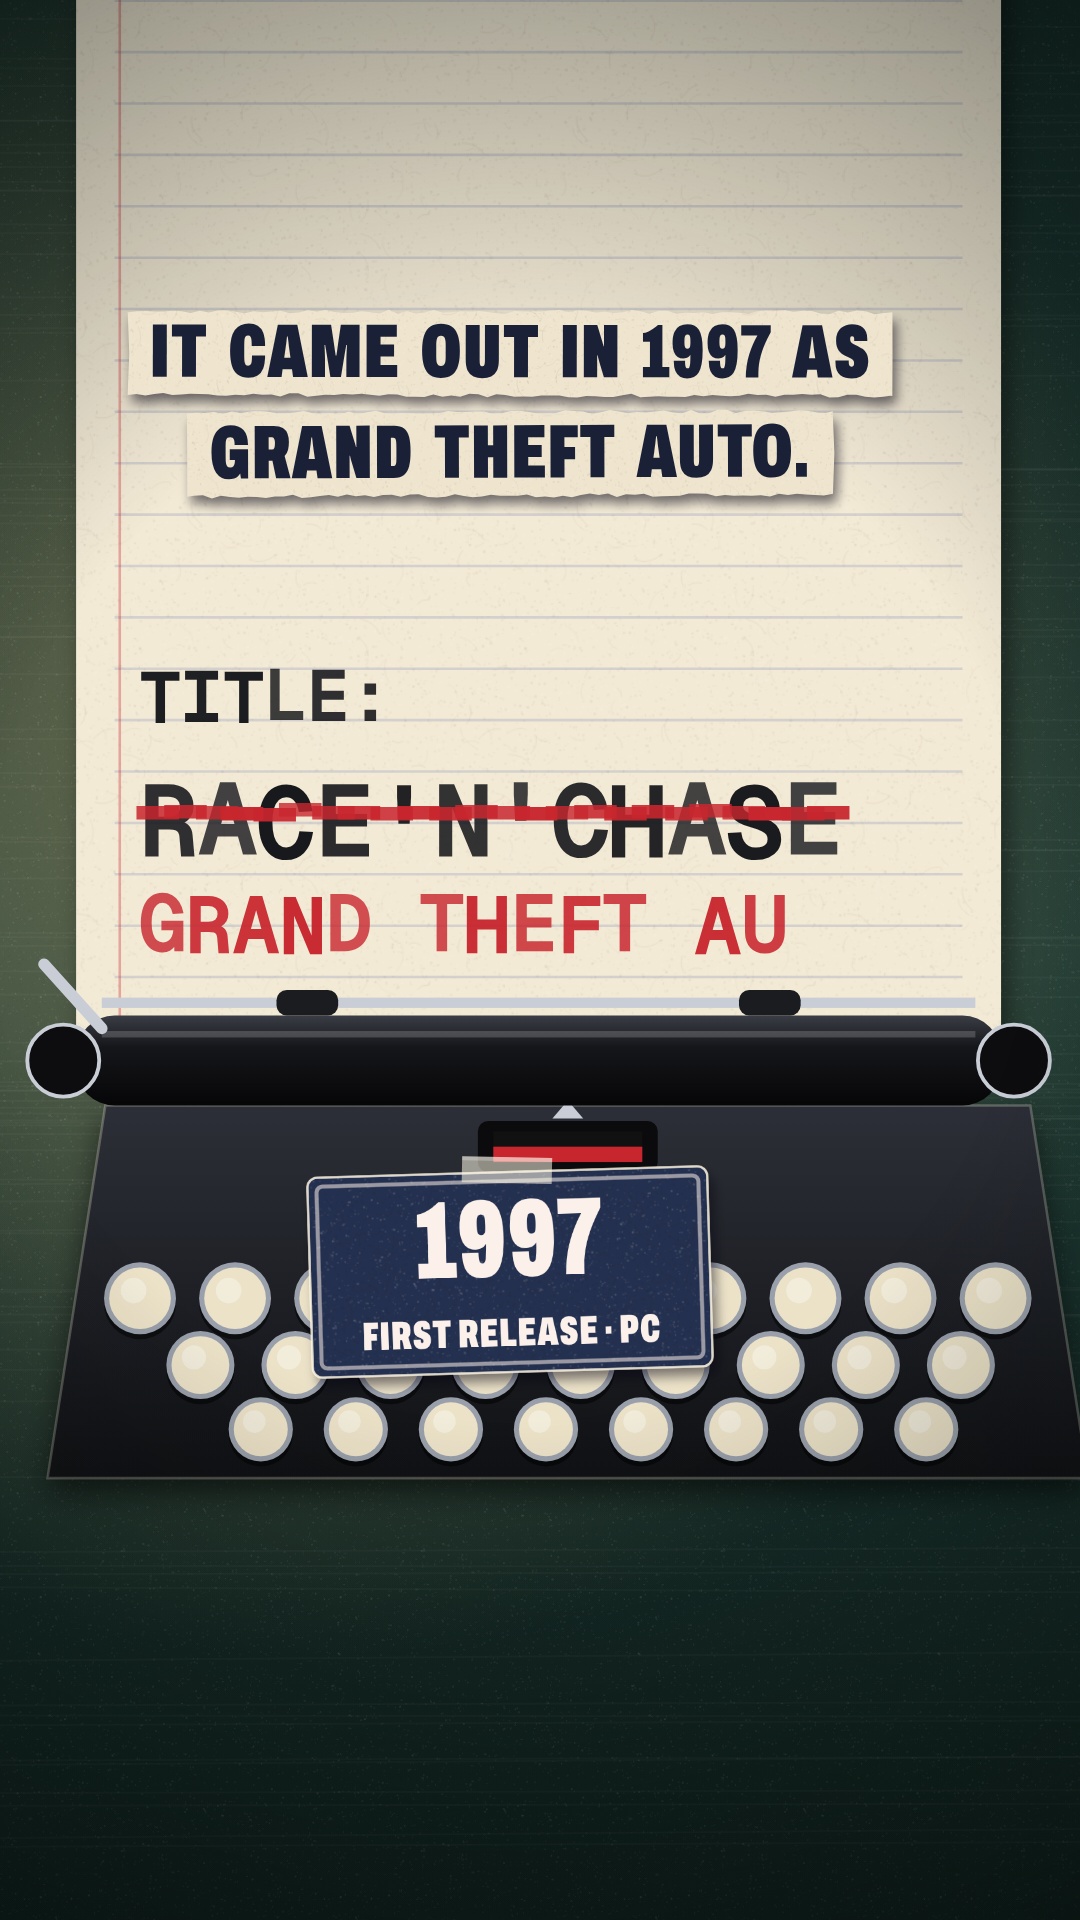 IT CAME OUT IN 1997 AS
GRAND THEFT AUTO.
TITLE:
RACE'N'CHASE
GRAND THEFT AU
1997
FIRST RELEASE · PC